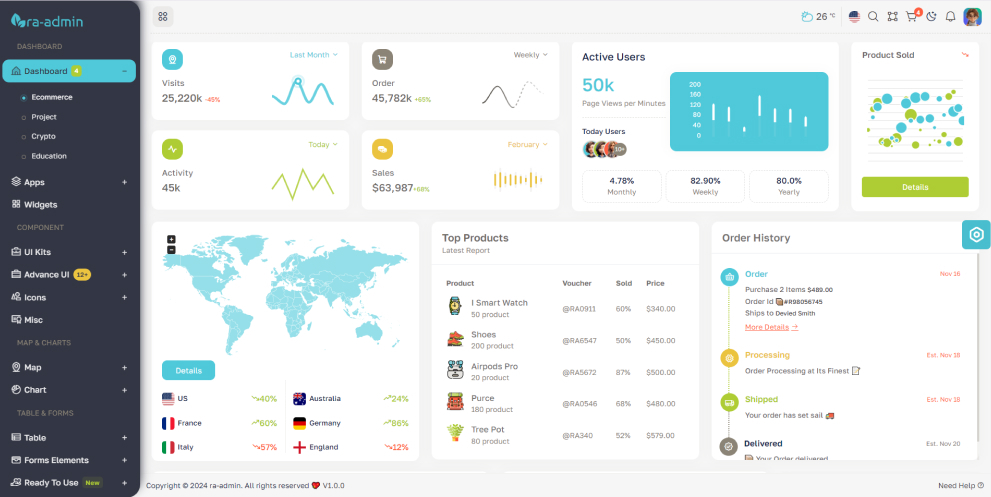 ra-admin
26 °C
4
DASHBOARD
Dashboard 4 −
Ecommerce
Project
Crypto
Education
Apps +
Widgets
COMPONENT
UI Kits +
Advance UI 12+ +
Icons +
Misc
MAP & CHARTS
Map +
Chart +
TABLE & FORMS
Table +
Forms Elements +
Ready To Use New +
Last Month
Visits
25,220k -45%
Weekly
Order
45,782k +65%
Today
Activity
45k
February
Sales
$63,987 +68%
Active Users
50k
Page Views per Minutes
Today Users
10+
200
160
120
80
40
0
4.78%
Monthly
82.90%
Weekly
80.0%
Yearly
Product Sold
Details
+
−
Details
US 40%
Australia 24%
France 60%
Germany 86%
Italy 57%
England 12%
Top Products
Latest Report
Product Voucher Sold Price
I Smart Watch
50 product
@RA0911 60% $340.00
Shoes
200 product
@RA6547 50% $450.00
Airpods Pro
20 product
@RA5672 87% $500.00
Purce
180 product
@RA0546 68% $480.00
Tree Pot
80 product
@RA340 52% $579.00
Order History
Order Nov 16
Purchase 2 Items $489.00
Order Id #R98056745
Ships to Devied Smith
More Details →
Processing Est. Nov 18
Order Processing at Its Finest
Shipped Est. Nov 18
Your order has set sail
Delivered Est. Nov 20
Your Order delivered
Copyright © 2024 ra-admin. All rights reserved V1.0.0
Need Help